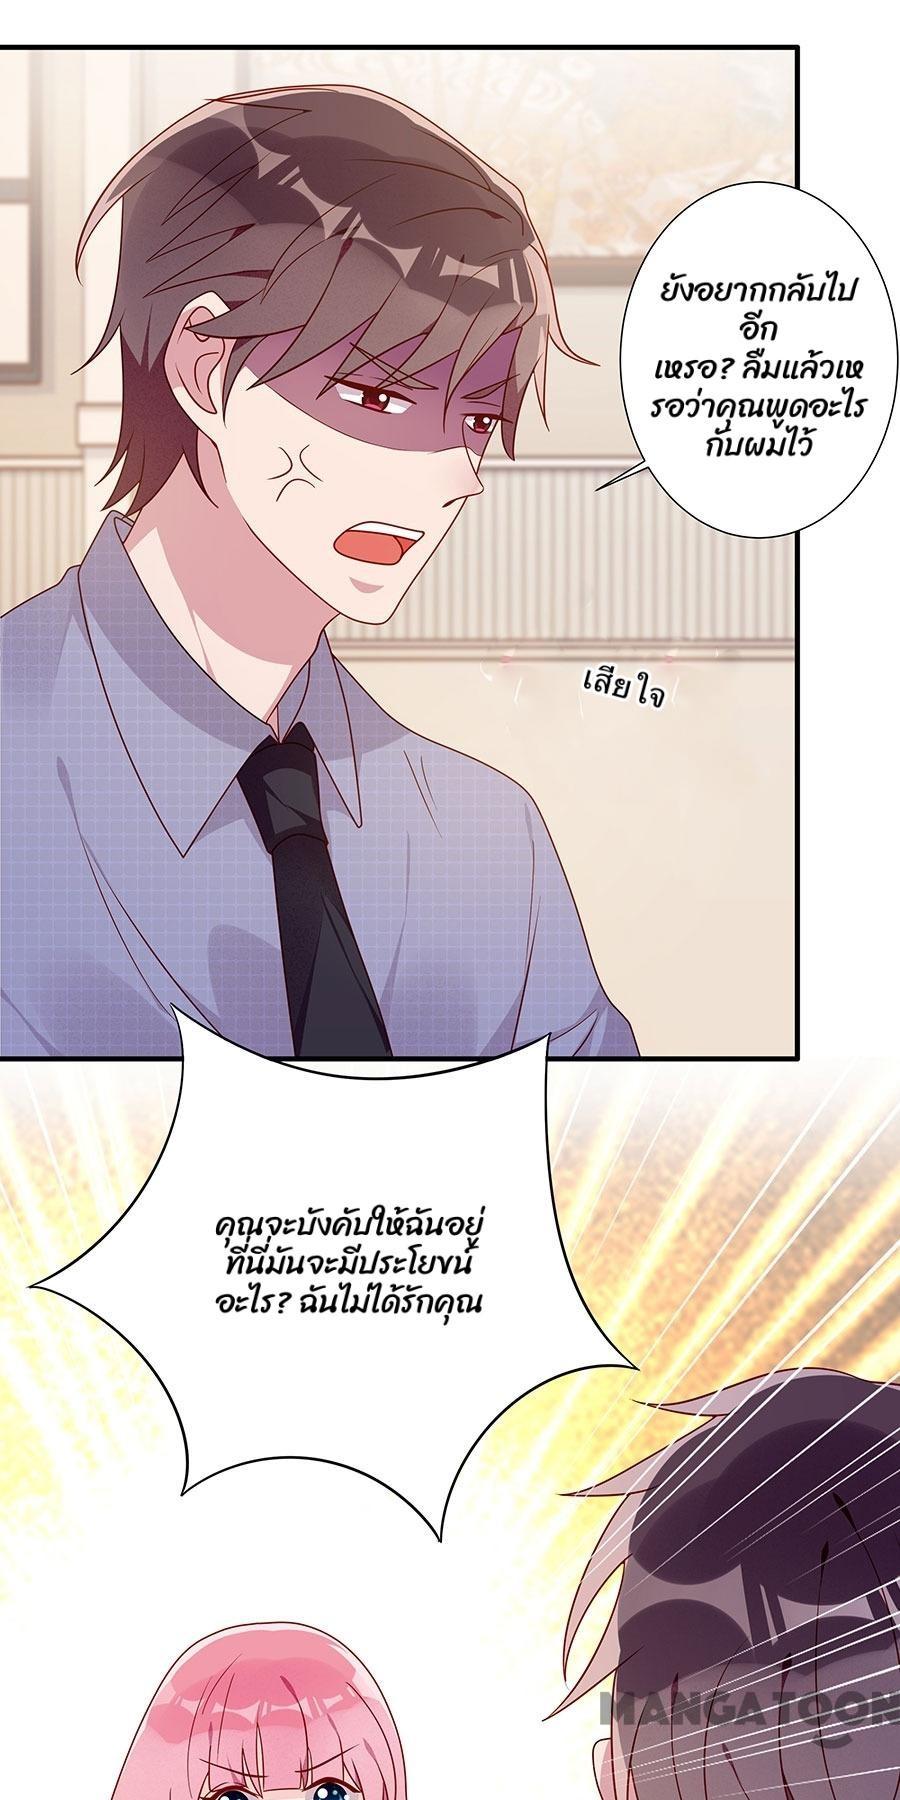 ยังอยากกลับไป
อีก
เหรอ? ลืมแล้วเห
รอว่าคุณพูดอะไร
กับผมไว้
เสียใจ
คุณจะบังคับให้ฉันอยู่
ที่นี่มันจะมีประโยชน์
อะไร? ฉันไม่ได้รักคุณ
MANGA TOON